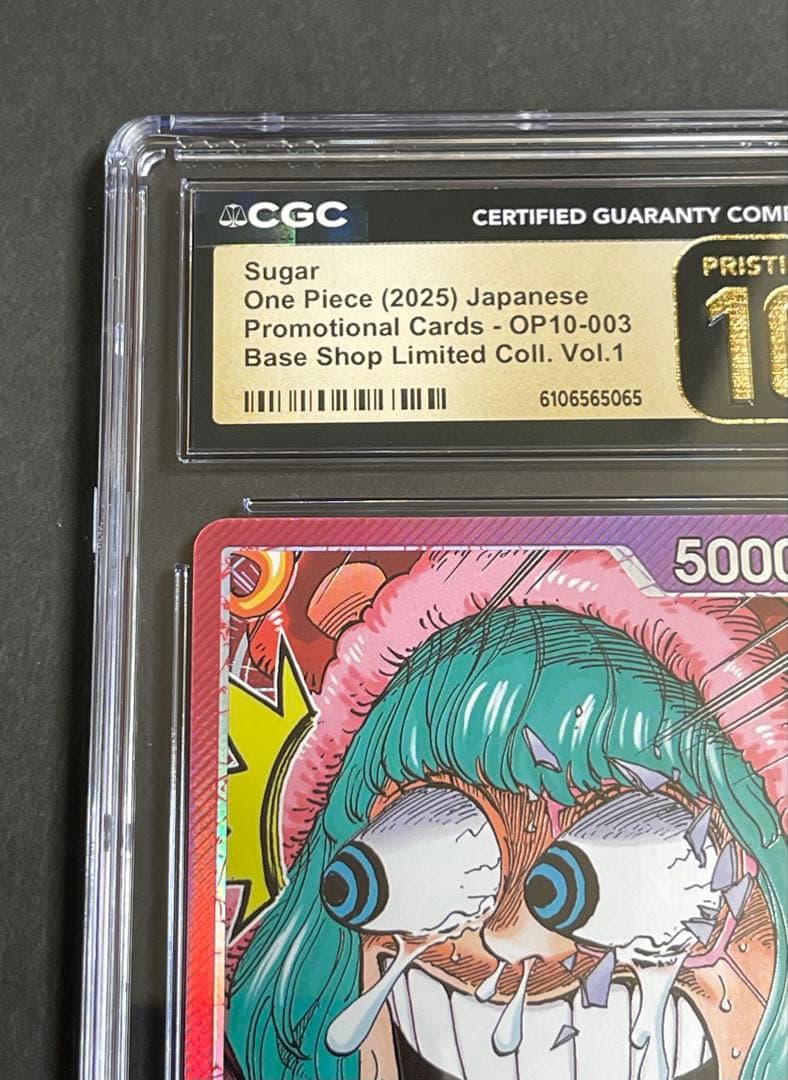 CGC
CERTIFIED GUARANTY
Sugar
One Piece (2025) Japanese
Promotional Cards - OP10-003
Base Shop Limited Coll. Vol.1
6106565065
PRISTI
10
5000